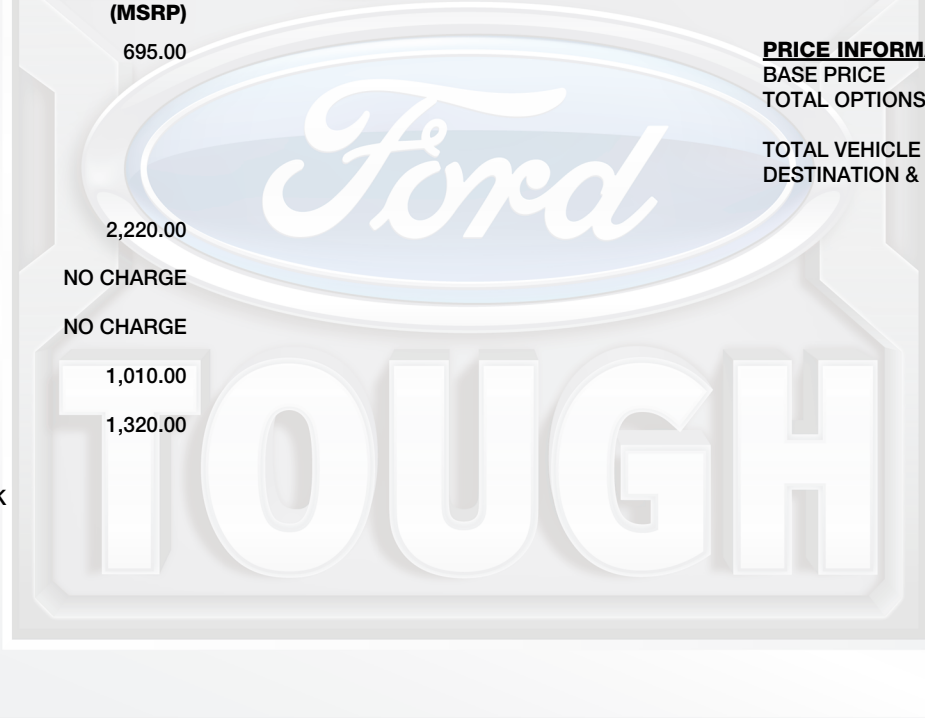 (MSRP)
695.00
2,220.00
NO CHARGE
NO CHARGE
1,010.00
1,320.00
K
PRICE INFORMA
BASE PRICE
TOTAL OPTIONS
TOTAL VEHICLE
DESTINATION &
Ford
TOUGH